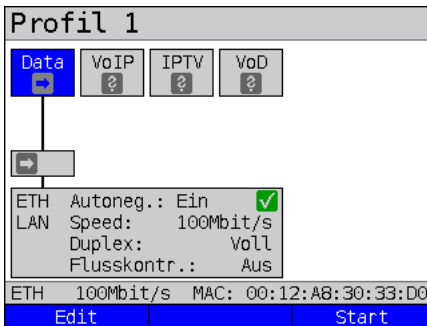 Profil 1
Data VoIP IPTV VoD
ETH Autoneg.: Ein
LAN Speed: 100Mbit/s
Duplex: Voll
Flusskontr.: Aus
ETH 100Mbit/s MAC: 00:12:A8:30:33:D0
Edit Start